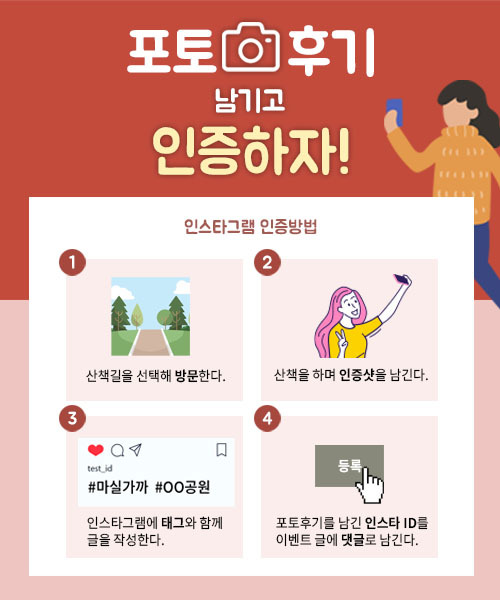 포토 후기
남기고
인증하자!
인스타그램 인증방법
1
산책길을 선택해 방문한다.
2
산책을 하며 인증샷을 남긴다.
3
test_id
#마실가까 #OO공원
인스타그램에 태그와 함께
글을 작성한다.
4
등록
포토후기를 남긴 인스타 ID를
이벤트 글에 댓글로 남긴다.